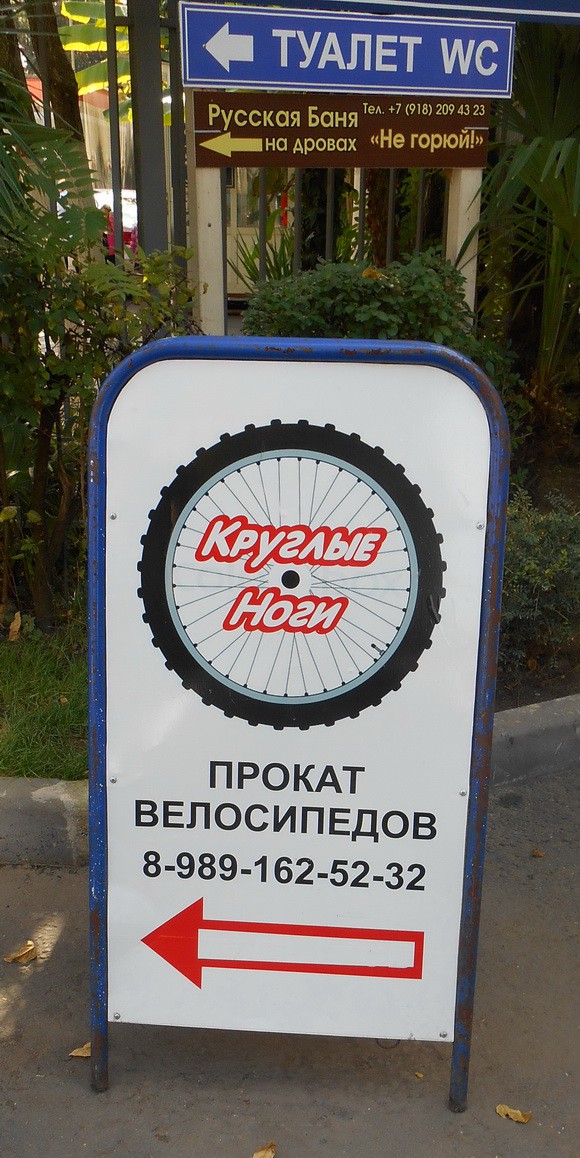 ТУАЛЕТ WC
Русская Баня Тел. +7 (918) 209 43 23
на дровах «Не горюй!»
Круглые
Ноги
ПРОКАТ
ВЕЛОСИПЕДОВ
8-989-162-52-32